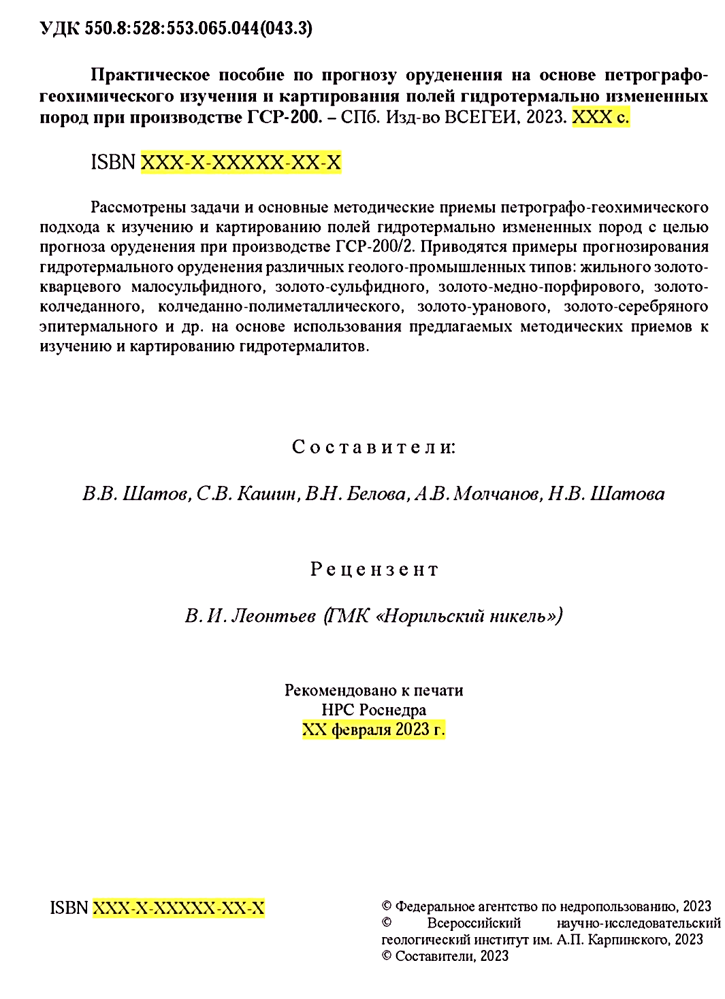 УДК 550.8:528:553.065.044(043.3)
Практическое пособие по прогнозу оруденения на основе петрографо-
геохимического изучения и картирования полей гидротермально измененных
пород при производстве ГСР-200. – СПб. Изд-во ВСЕГЕИ, 2023. XXX с.
ISBN XXX-X-XXXXX-XX-X
Рассмотрены задачи и основные методические приемы петрографо-геохимического
подхода к изучению и картированию полей гидротермально измененных пород с целью
прогноза оруденения при производстве ГСР-200/2. Приводятся примеры прогнозирования
гидротермального оруденения различных геолого-промышленных типов: жильного золото-
кварцевого малосульфидного, золото-сульфидного, золото-медно-порфирового, золото-
колчеданного, колчеданно-полиметаллического, золото-уранового, золото-серебряного
эпитермального и др. на основе использования предлагаемых методических приемов к
изучению и картированию гидротермалитов.
С о с т а в и т е л и:
В.В. Шатов, С.В. Кашин, В.Н. Белова, А.В. Молчанов, Н.В. Шатова
Р е ц е н з е н т
В. И. Леонтьев (ГМК «Норильский никель»)
Рекомендовано к печати
НРС Роснедра
XX февраля 2023 г.
ISBN XXX-X-XXXXX-XX-X
© Федеральное агентство по недропользованию, 2023
© Всероссийский научно-исследовательский
геологический институт им. А.П. Карпинского, 2023
© Составители, 2023